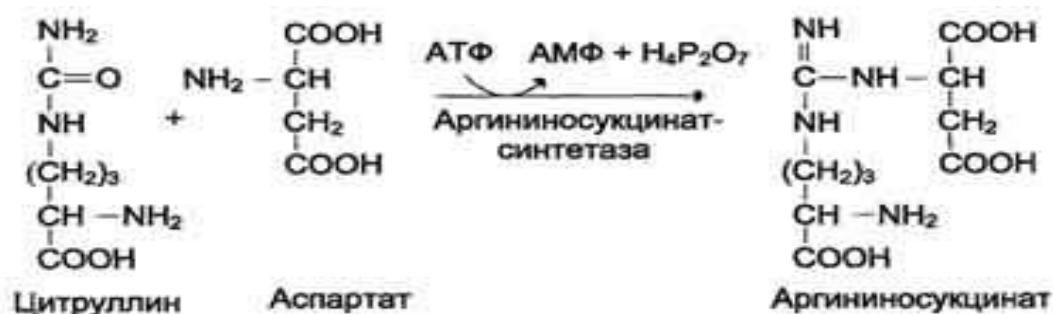 NH₂
C=O
NH
(CH₂)₃
CH –NH₂
COOH
Цитруллин
+
COOH
NH₂ – CH
CH₂
COOH
Аспартат
АТФ АМФ + H₄P₂O₇
Аргининосукцинат-
синтетаза
NH
C – NH – CH
NH
(CH₂)₃
CH – NH₂
COOH
COOH
CH₂
COOH
Аргининосукцинат